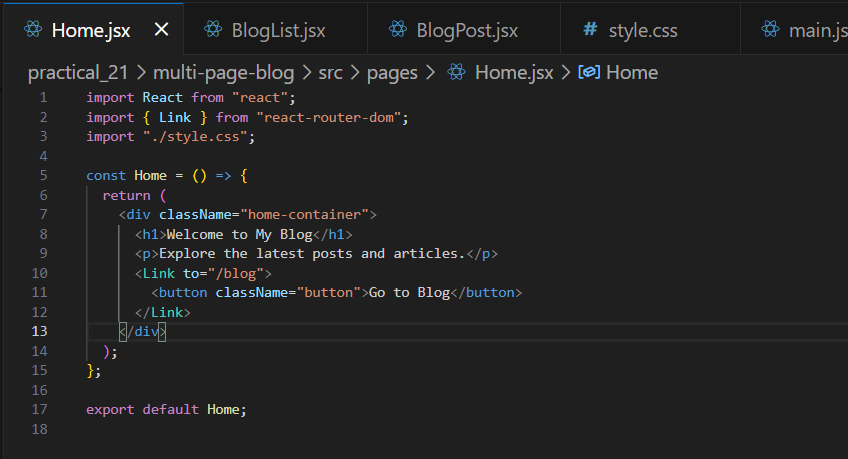 Home.jsx BlogList.jsx BlogPost.jsx # style.css main.js
practical_21 > multi-page-blog > src > pages > Home.jsx > Home
1 import React from "react";
2 import { Link } from "react-router-dom";
3 import "./style.css";
4
5 const Home = () => {
6   return (
7     <div className="home-container">
8       <h1>Welcome to My Blog</h1>
9       <p>Explore the latest posts and articles.</p>
10       <Link to="/blog">
11         <button className="button">Go to Blog</button>
12       </Link>
13     </div>
14   );
15 };
16
17 export default Home;
18